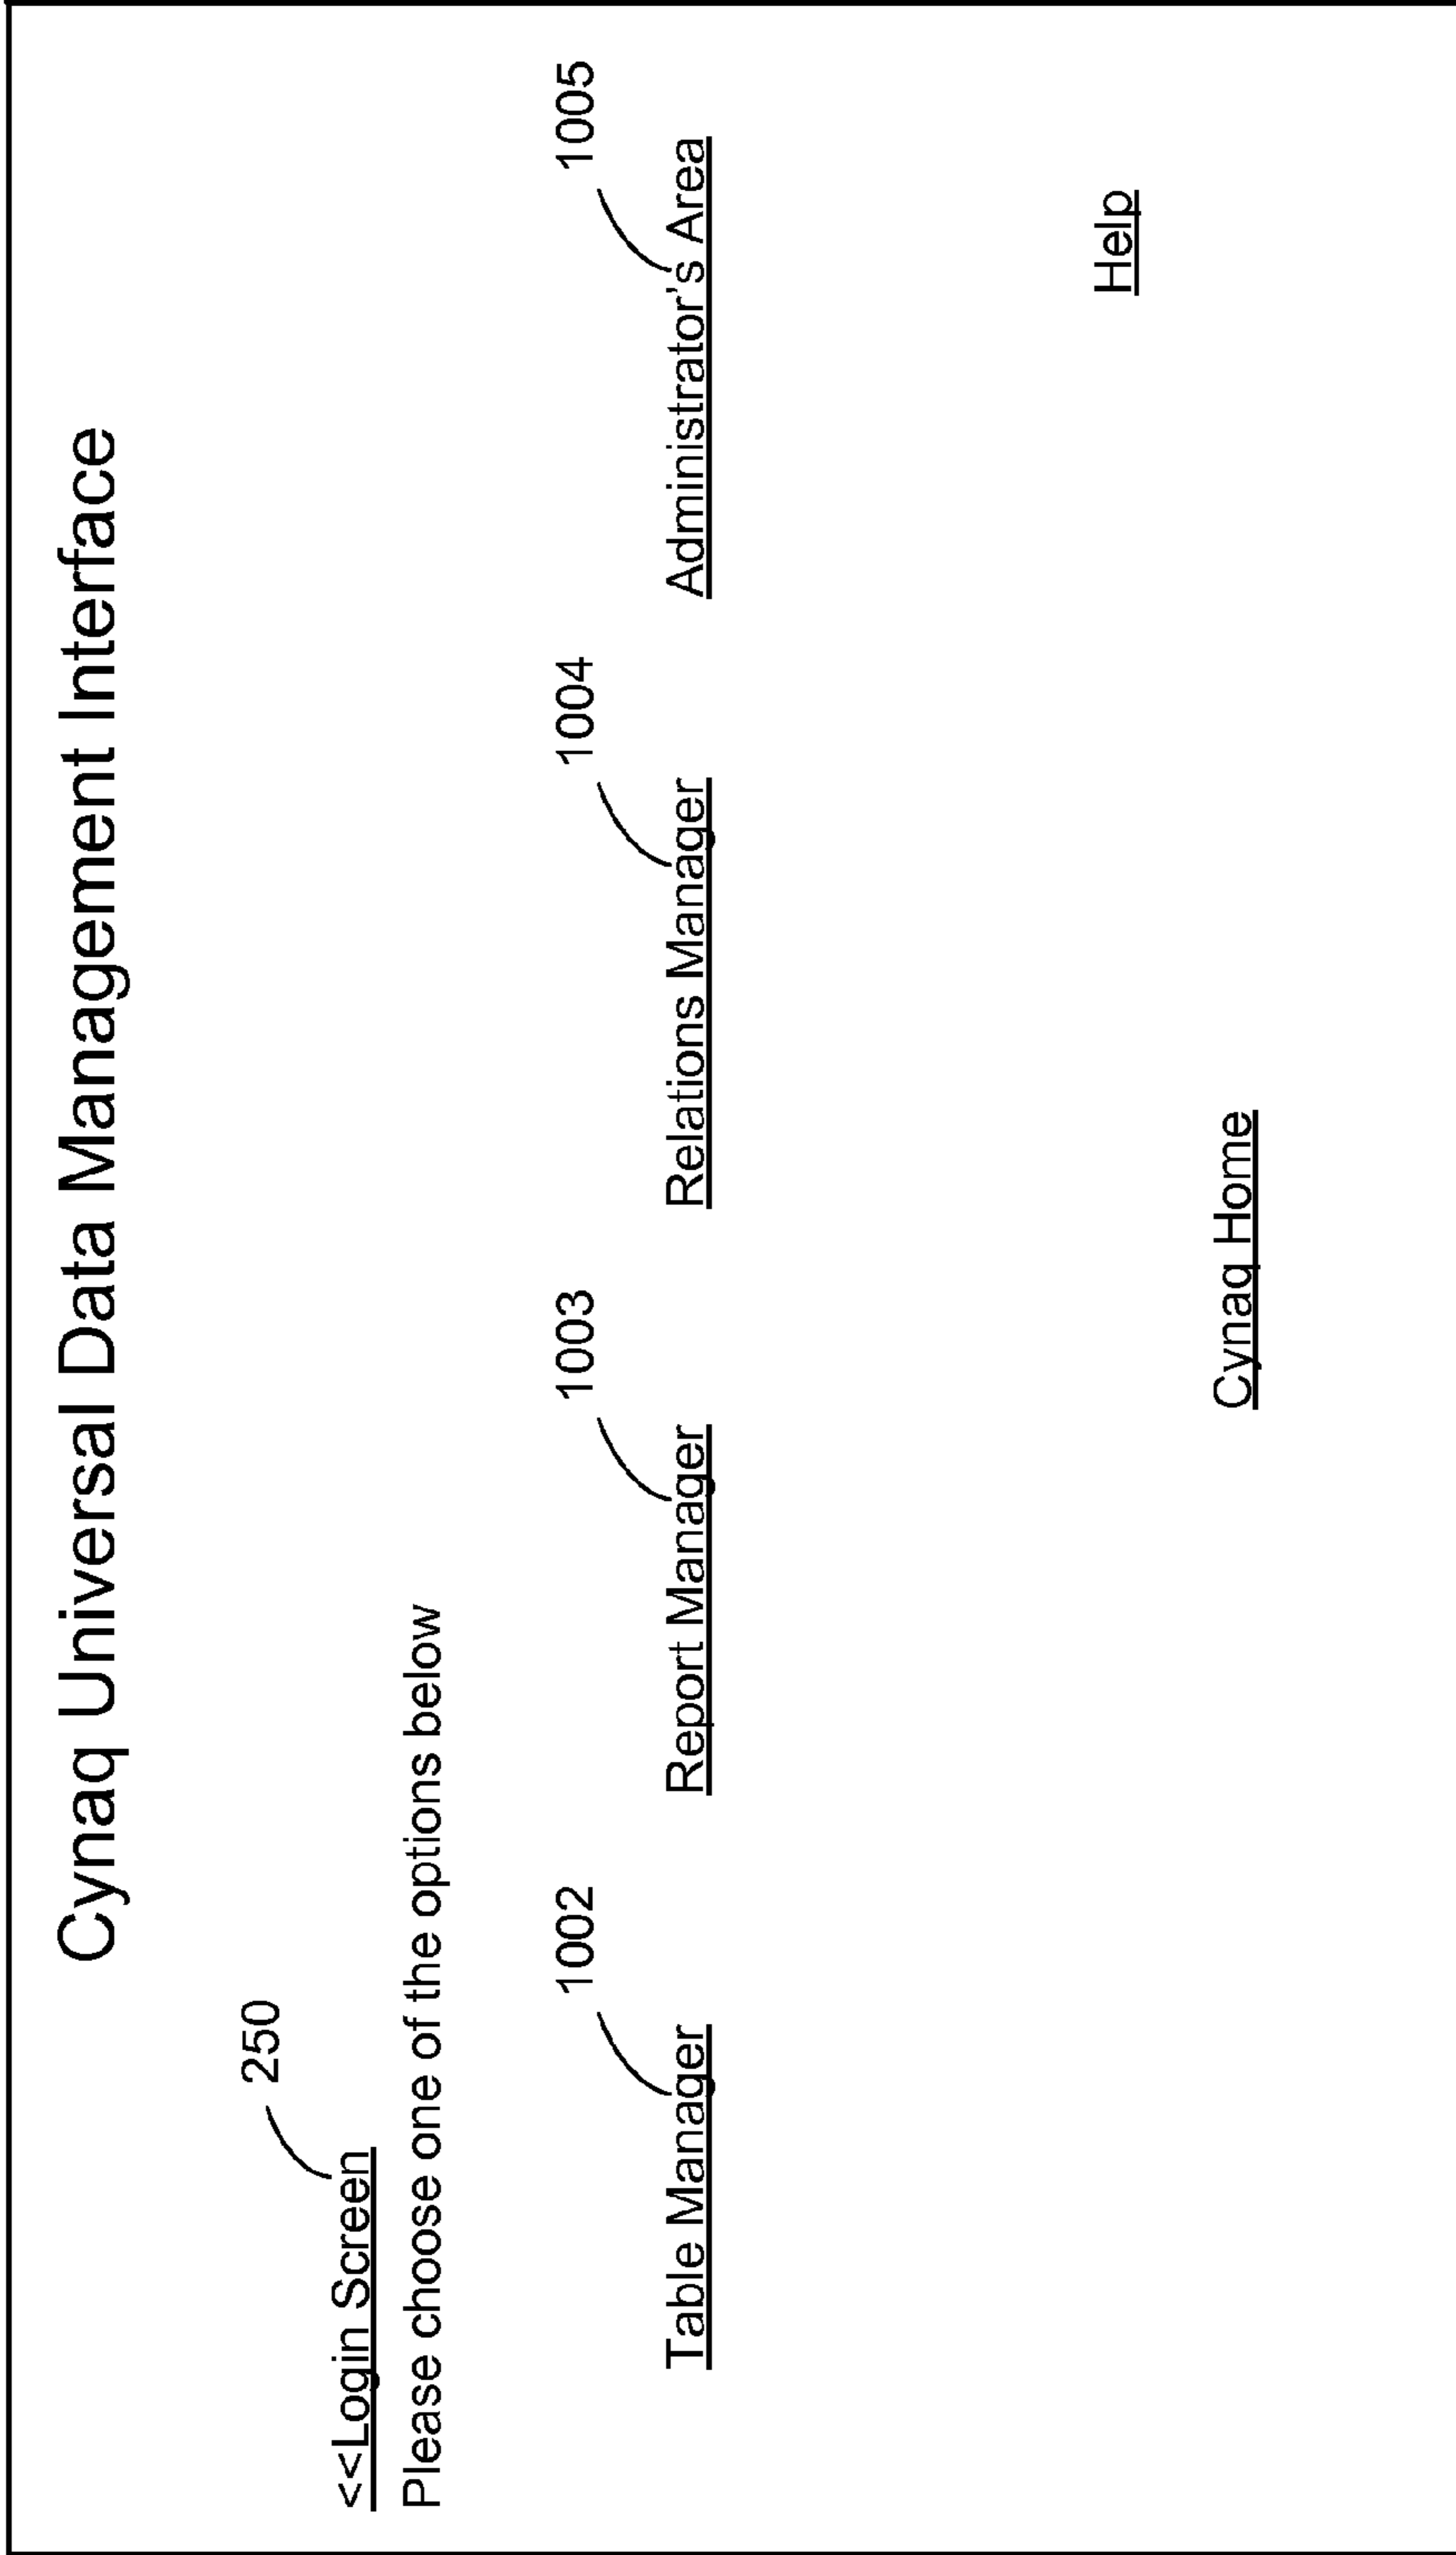 Cynaq Universal Data Management Interface
250
<<Login Screen
Please choose one of the options below
1002 1003 1004 1005
Table Manager Report Manager Relations Manager Administrator's Area
Help
Cynaq Home